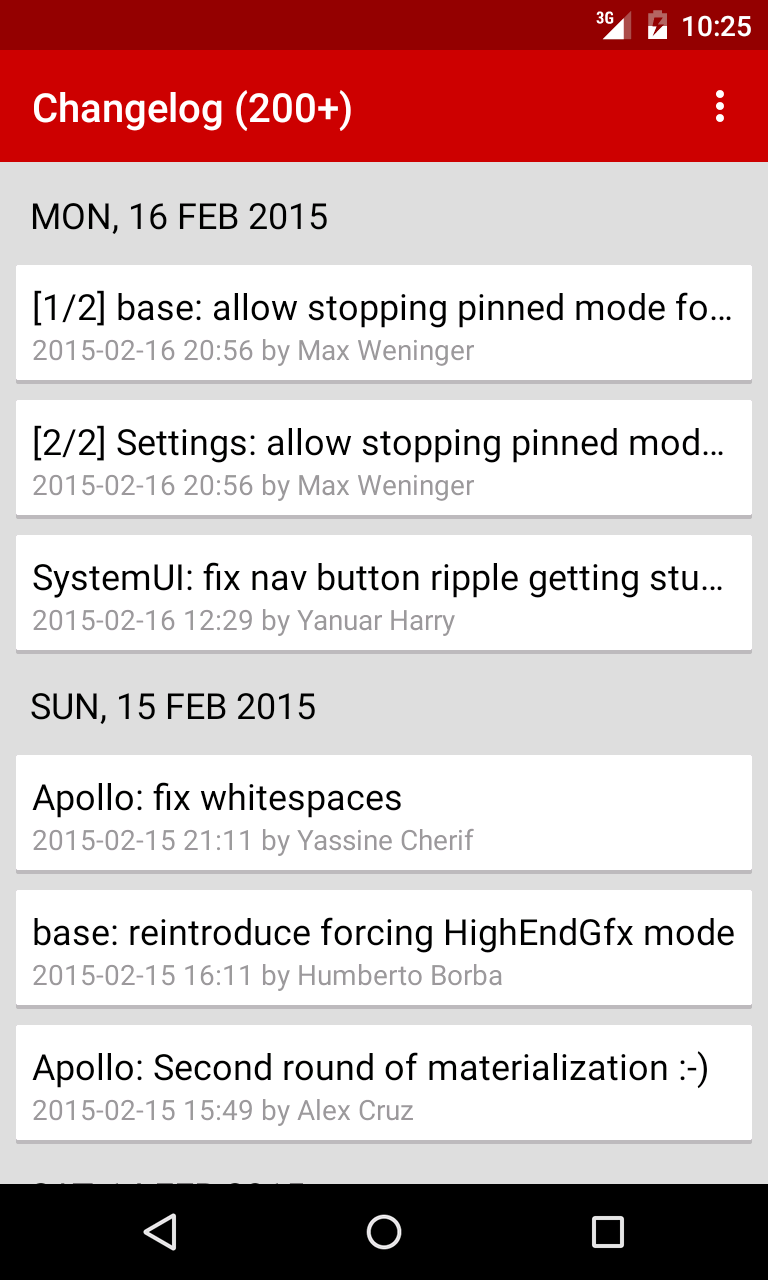 3G 10:25
Changelog (200+)
MON, 16 FEB 2015
[1/2] base: allow stopping pinned mode fo...
2015-02-16 20:56 by Max Weninger
[2/2] Settings: allow stopping pinned mod...
2015-02-16 20:56 by Max Weninger
SystemUI: fix nav button ripple getting stu...
2015-02-16 12:29 by Yanuar Harry
SUN, 15 FEB 2015
Apollo: fix whitespaces
2015-02-15 21:11 by Yassine Cherif
base: reintroduce forcing HighEndGfx mode
2015-02-15 16:11 by Humberto Borba
Apollo: Second round of materialization :-)
2015-02-15 15:49 by Alex Cruz